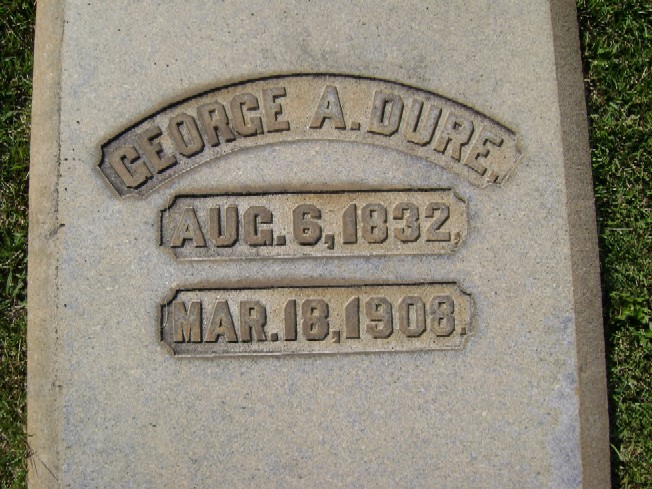 GEORGE A. DURE,
AUG. 6, 1832.
MAR. 18, 1908.